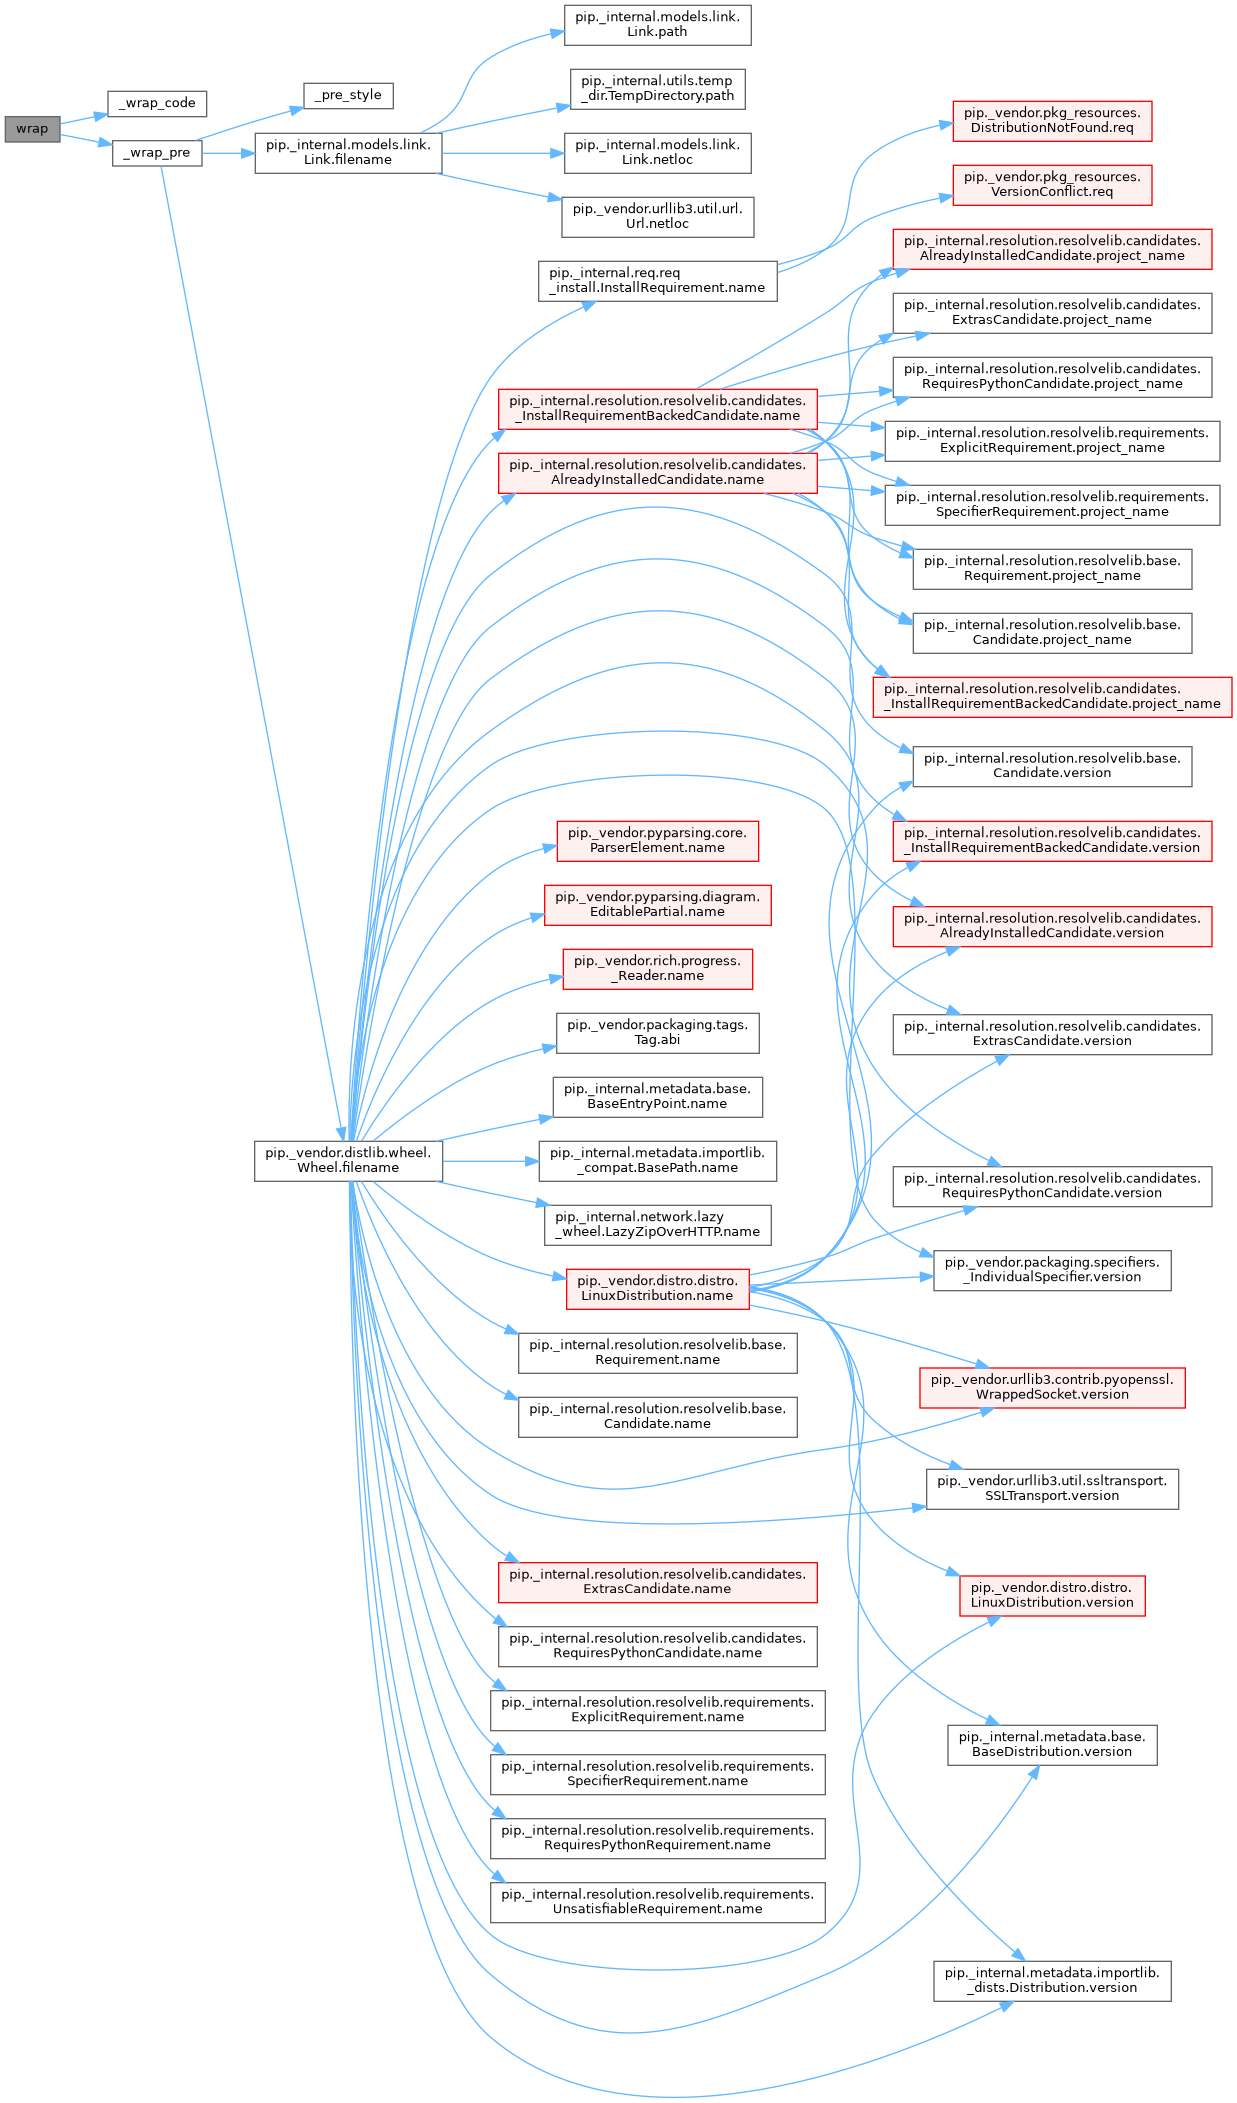 wrap
_wrap_code
_wrap_pre
_pre_style
pip._internal.models.link.
Link.filename
pip._vendor.distlib.wheel.
Wheel.filename
pip._internal.models.link.
Link.path
pip._internal.utils.temp
_dir.TempDirectory.path
pip._internal.models.link.
Link.netloc
pip._vendor.urllib3.util.url.
Url.netloc
pip._internal.req.req
_install.InstallRequirement.name
pip._internal.resolution.resolvelib.candidates.
_InstallRequirementBackedCandidate.name
pip._internal.resolution.resolvelib.candidates.
AlreadyInstalledCandidate.name
pip._vendor.pyparsing.core.
ParserElement.name
pip._vendor.pyparsing.diagram.
EditablePartial.name
pip._vendor.rich.progress.
_Reader.name
pip._vendor.packaging.tags.
Tag.abi
pip._internal.metadata.base.
BaseEntryPoint.name
pip._internal.metadata.importlib.
_compat.BasePath.name
pip._internal.network.lazy
_wheel.LazyZipOverHTTP.name
pip._vendor.distro.distro.
LinuxDistribution.name
pip._internal.resolution.resolvelib.base.
Requirement.name
pip._internal.resolution.resolvelib.base.
Candidate.name
pip._internal.resolution.resolvelib.candidates.
ExtrasCandidate.name
pip._internal.resolution.resolvelib.candidates.
RequiresPythonCandidate.name
pip._internal.resolution.resolvelib.requirements.
ExplicitRequirement.name
pip._internal.resolution.resolvelib.requirements.
SpecifierRequirement.name
pip._internal.resolution.resolvelib.requirements.
RequiresPythonRequirement.name
pip._internal.resolution.resolvelib.requirements.
UnsatisfiableRequirement.name
pip._vendor.pkg_resources.
DistributionNotFound.req
pip._vendor.pkg_resources.
VersionConflict.req
pip._internal.resolution.resolvelib.candidates.
AlreadyInstalledCandidate.project_name
pip._internal.resolution.resolvelib.candidates.
ExtrasCandidate.project_name
pip._internal.resolution.resolvelib.candidates.
RequiresPythonCandidate.project_name
pip._internal.resolution.resolvelib.requirements.
ExplicitRequirement.project_name
pip._internal.resolution.resolvelib.requirements.
SpecifierRequirement.project_name
pip._internal.resolution.resolvelib.base.
Requirement.project_name
pip._internal.resolution.resolvelib.base.
Candidate.project_name
pip._internal.resolution.resolvelib.candidates.
_InstallRequirementBackedCandidate.project_name
pip._internal.resolution.resolvelib.base.
Candidate.version
pip._internal.resolution.resolvelib.candidates.
_InstallRequirementBackedCandidate.version
pip._internal.resolution.resolvelib.candidates.
AlreadyInstalledCandidate.version
pip._internal.resolution.resolvelib.candidates.
ExtrasCandidate.version
pip._internal.resolution.resolvelib.candidates.
RequiresPythonCandidate.version
pip._vendor.packaging.specifiers.
_IndividualSpecifier.version
pip._vendor.urllib3.contrib.pyopenssl.
WrappedSocket.version
pip._vendor.urllib3.util.ssltransport.
SSLTransport.version
pip._vendor.distro.distro.
LinuxDistribution.version
pip._internal.metadata.base.
BaseDistribution.version
pip._internal.metadata.importlib.
_dists.Distribution.version